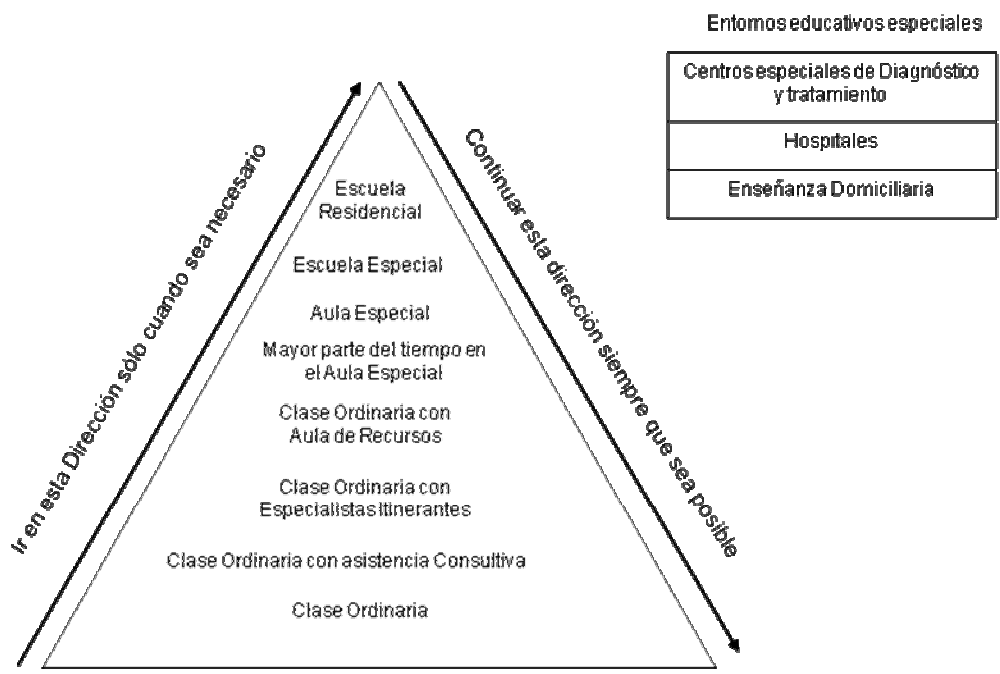 Entornos educativos especiales
Centros especiales de Diagnóstico
y tratamiento
Hospitales
Enseñanza Domiciliaria
Ir en esta Dirección sólo cuando sea necesario
Continuar esta dirección siempre que sea posible
Escuela
Residencial
Escuela Especial
Aula Especial
Mayor parte del tiempo en
el Aula Especial
Clase Ordinaria con
Aula de Recursos
Clase Ordinaria con
Especialistas Itinerantes
Clase Ordinaria con asistencia Consultiva
Clase Ordinaria